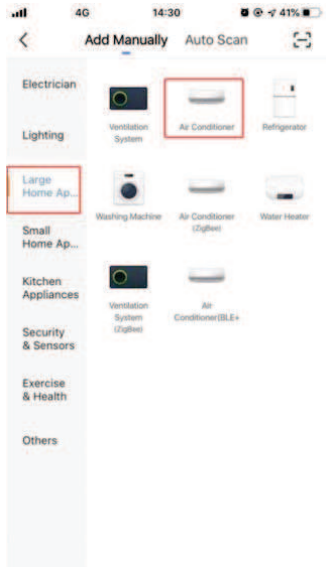 4G 14:30 41%
Add Manually Auto Scan
Electrician
Lighting
Large
Home Ap...
Small
Home Ap...
Kitchen
Appliances
Security
& Sensors
Exercise
& Health
Others
Ventilation
System
Air Conditioner
Refrigerator
Washing Machine
Air Conditioner
(ZigBee)
Water Heater
Ventilation
System
(ZigBee)
Air
Conditioner(BLE+